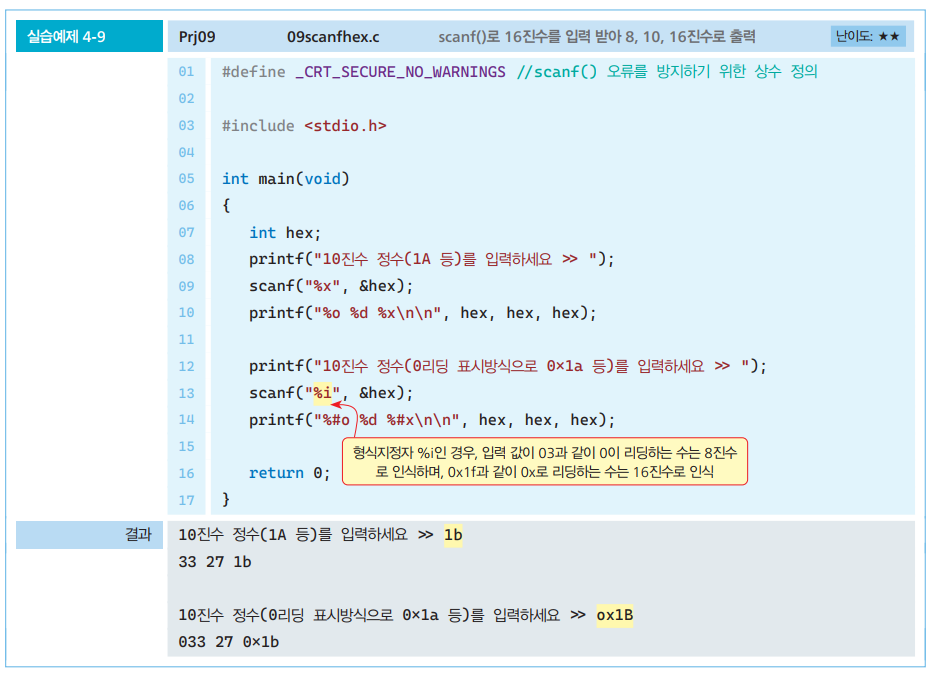 실습예제 4-9 Prj09 09scanfhex.c scanf()로 16진수를 입력 받아 8, 10, 16진수로 출력 난이도: ★★
01 #define _CRT_SECURE_NO_WARNINGS //scanf() 오류를 방지하기 위한 상수 정의
02
03 #include <stdio.h>
04
05 int main(void)
06 {
07 int hex;
08 printf("10진수 정수(1A 등)를 입력하세요 >> ");
09 scanf("%x", &hex);
10 printf("%o %d %x\n\n", hex, hex, hex);
11
12 printf("10진수 정수(0리딩 표시방식으로 0×1a 등)를 입력하세요 >> ");
13 scanf("%i", &hex);
14 printf("%#o %d %#x\n\n", hex, hex, hex);
15
형식지정자 %i인 경우, 입력 값이 03과 같이 0이 리딩하는 수는 8진수
로 인식하며, 0x1f과 같이 0x로 리딩하는 수는 16진수로 인식
16 return 0;
17 }
결과 10진수 정수(1A 등)를 입력하세요 >> 1b
33 27 1b
10진수 정수(0리딩 표시방식으로 0×1a 등)를 입력하세요 >> ox1B
033 27 0×1b